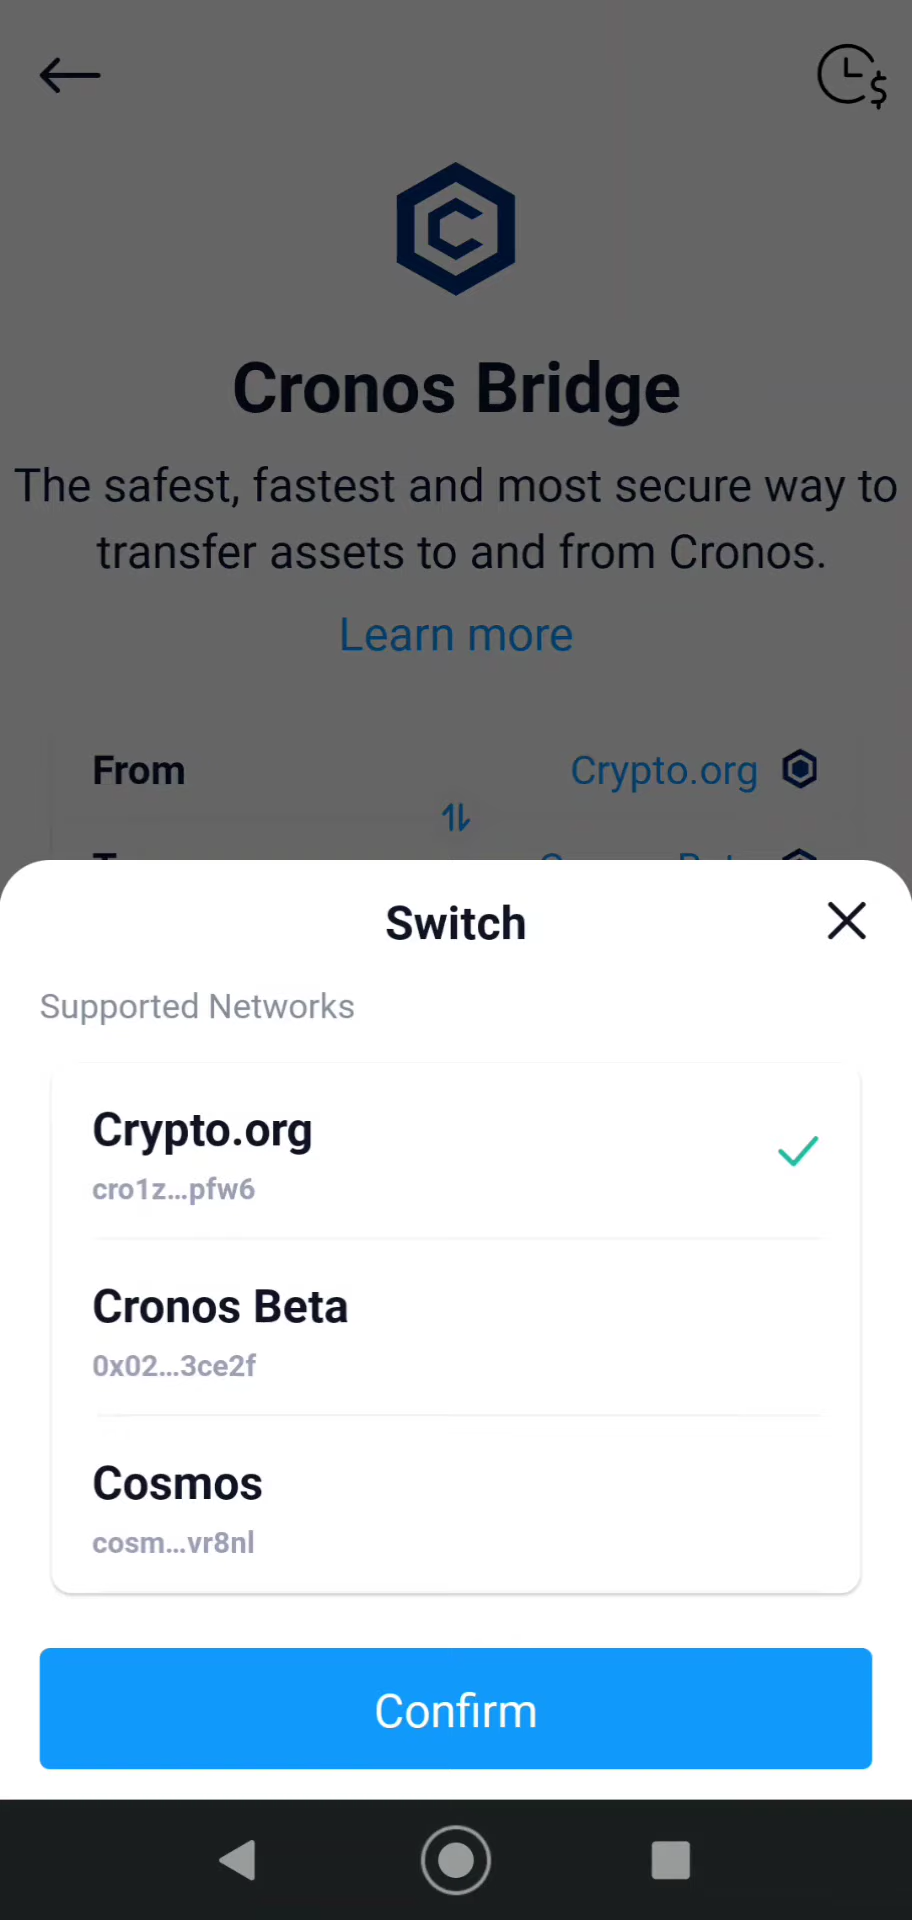 Cronos Bridge
The safest, fastest and most secure way to
transfer assets to and from Cronos.
Learn more
From Crypto.org
Switch
Supported Networks
Crypto.org
cro1z...pfw6
Cronos Beta
0x02...3ce2f
Cosmos
cosm...vr8nl
Confirm